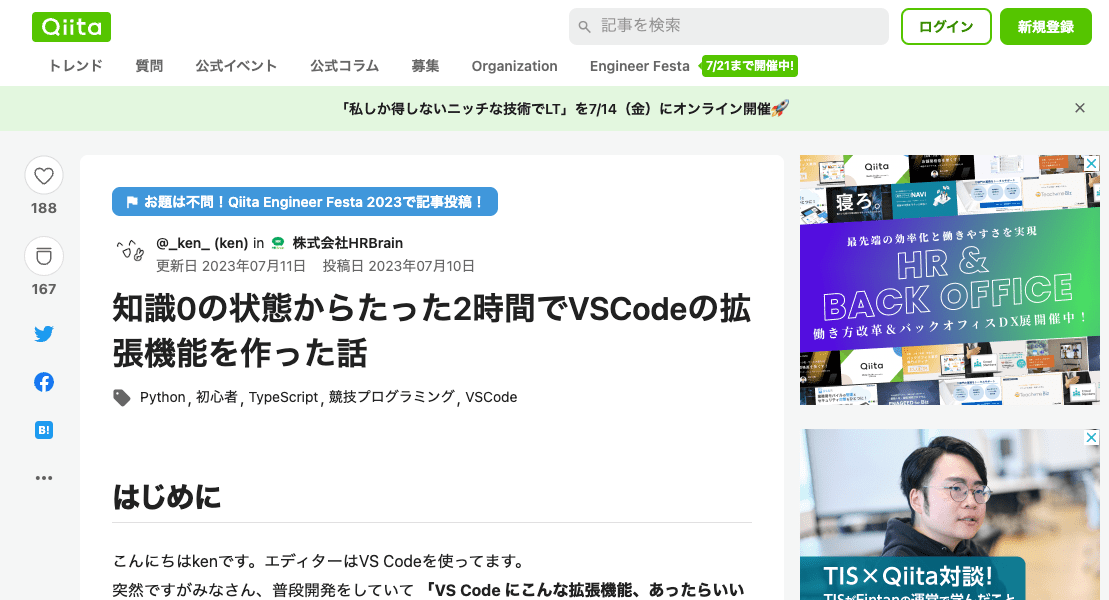 Qiita
記事を検索
ログイン
新規登録
トレンド 質問 公式イベント 公式コラム 募集 Organization Engineer Festa 7/21まで開催中!
「私しか得しないニッチな技術でLT」を7/14（金）にオンライン開催🚀
188
167
B!
お題は不問！Qiita Engineer Festa 2023で記事投稿！
@_ken_ (ken) in 株式会社HRBrain
更新日 2023年07月11日 投稿日 2023年07月10日
知識0の状態からたった2時間でVSCodeの拡
張機能を作った話
Python, 初心者, TypeScript, 競技プログラミング, VSCode
はじめに
こんにちはkenです。エディターはVS Codeを使ってます。
突然ですがみなさん、普段開発をしていて 「VS Code にこんな拡張機能、あったらいい
Qiita
NAVI
寝ろ。
最先端の効率化と働きやすさを実現
HR &
BACK OFFICE
働き方改革＆バックオフィスDX展開催中！
Qiita
TIS×Qiita対談!
TISがFintanの運営で学んだこと